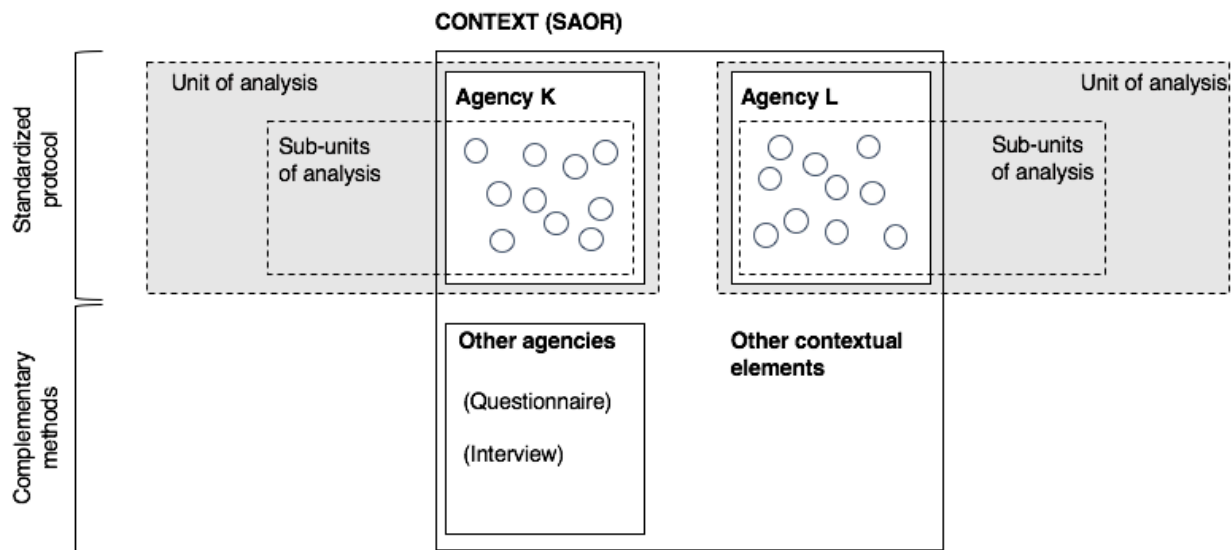 CONTEXT (SAOR)
Standardized
protocol
Unit of analysis
Sub-units
of analysis
Agency K
Agency L
Unit of analysis
Sub-units
of analysis
Complementary
methods
Other agencies
(Questionnaire)
(Interview)
Other contextual
elements